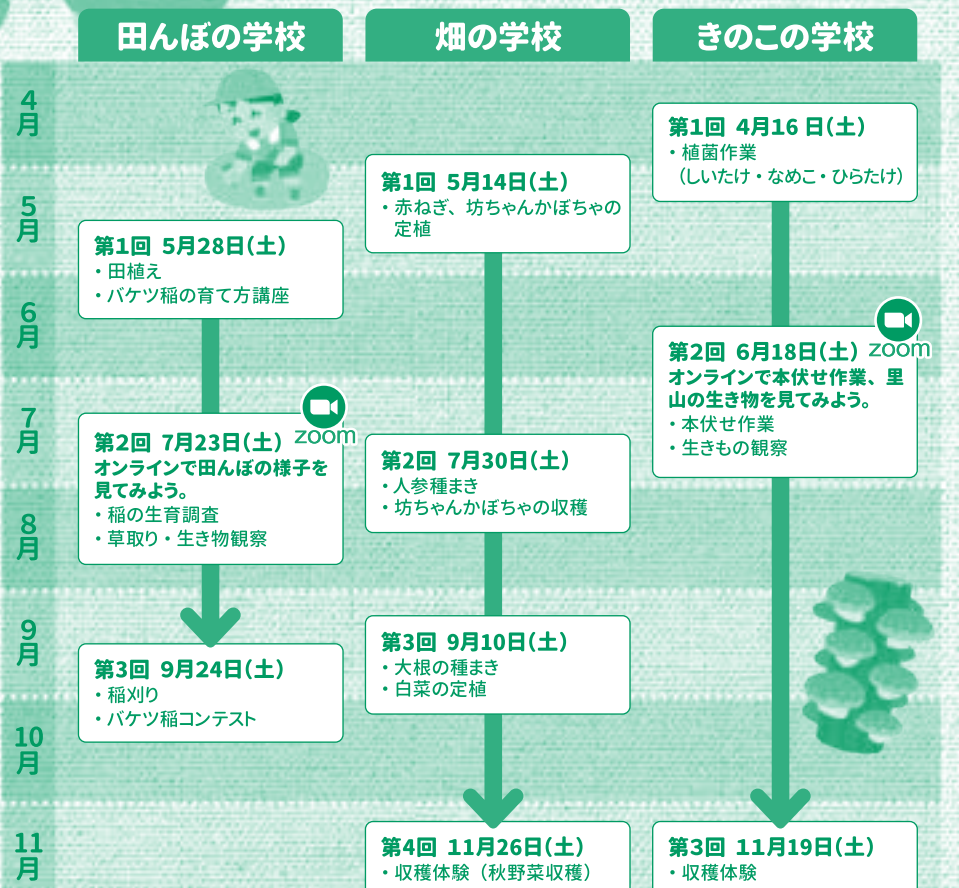 田んぼの学校
畑の学校
きのこの学校
4月
5月
6月
7月
8月
9月
10月
11月
第1回 5月28日(土)
・田植え
・バケツ稲の育て方講座
zoom
第2回 7月23日(土)
オンラインで田んぼの様子を
見てみよう。
・稲の生育調査
・草取り・生き物観察
第3回 9月24日(土)
・稲刈り
・バケツ稲コンテスト
第1回 5月14日(土)
・赤ねぎ、坊ちゃんかぼちゃの
定植
第2回 7月30日(土)
・人参種まき
・坊ちゃんかぼちゃの収穫
第3回 9月10日(土)
・大根の種まき
・白菜の定植
第4回 11月26日(土)
・収穫体験(秋野菜収穫)
第1回 4月16日(土)
・植菌作業
(しいたけ・なめこ・ひらたけ)
zoom
第2回 6月18日(土)
オンラインで本伏せ作業、里
山の生き物を見てみよう。
・本伏せ作業
・生きもの観察
第3回 11月19日(土)
・収穫体験